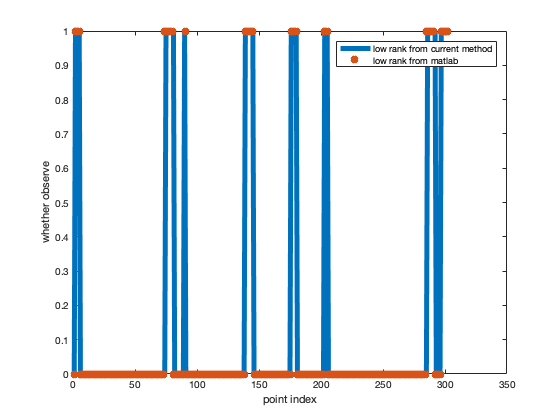 low rank from current method
low rank from matlab
whether observe
1
0.9
0.8
0.7
0.6
0.5
0.4
0.3
0.2
0.1
0
0 50 100 150 200 250 300 350
point index